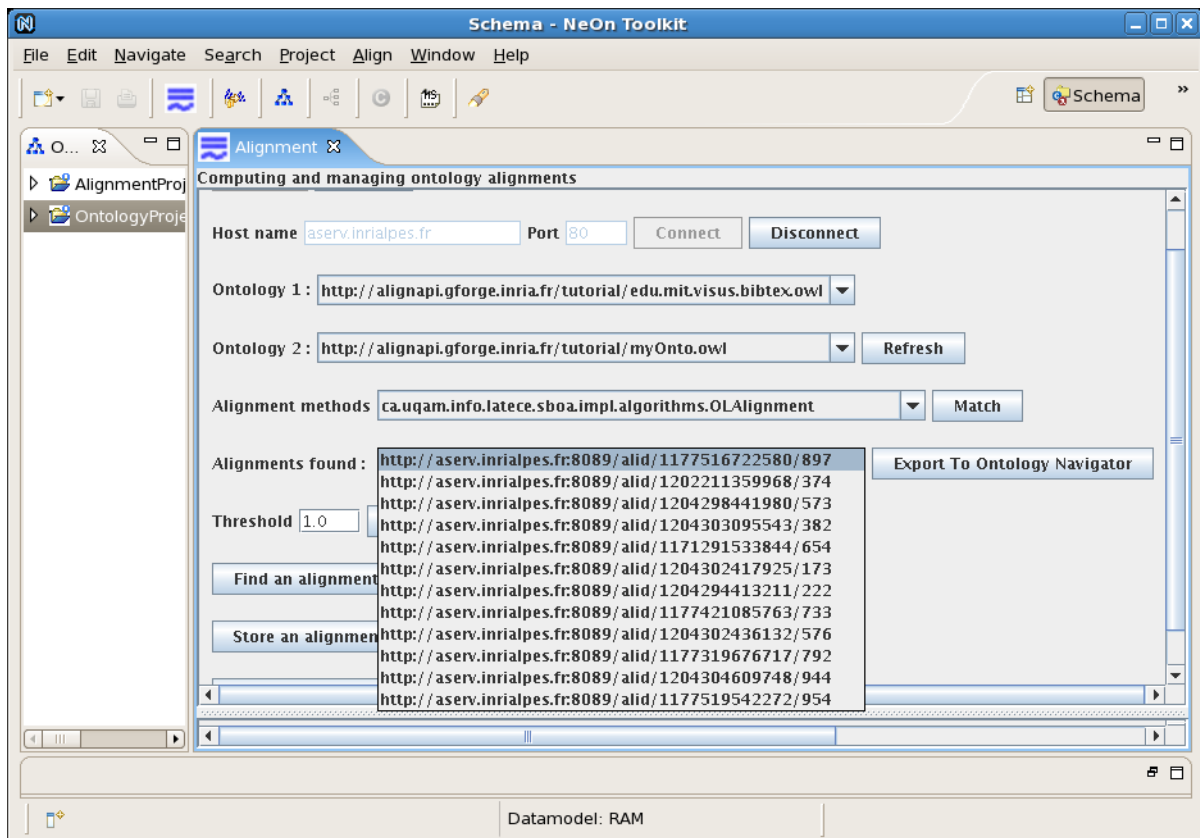 Schema - NeOn Toolkit
File Edit Navigate Search Project Align Window Help
Schema
O...
Alignment
AlignmentProj
OntologyProje
Computing and managing ontology alignments
Host name aserv.inrialpes.fr Port 80 Connect Disconnect
Ontology 1 : http://alignapi.gforge.inria.fr/tutorial/edu.mit.visus.bibtex.owl
Ontology 2 : http://alignapi.gforge.inria.fr/tutorial/myOnto.owl Refresh
Alignment methods ca.uqam.info.latece.sboa.impl.algorithms.OLAlignment Match
Alignments found : http://aserv.inrialpes.fr:8089/alid/1177516722580/897 Export To Ontology Navigator
http://aserv.inrialpes.fr:8089/alid/1202211359968/374
http://aserv.inrialpes.fr:8089/alid/1204298441980/573
Threshold 1.0 http://aserv.inrialpes.fr:8089/alid/1204303095543/382
http://aserv.inrialpes.fr:8089/alid/1171291533844/654
http://aserv.inrialpes.fr:8089/alid/1204302417925/173
Find an alignment http://aserv.inrialpes.fr:8089/alid/1204294413211/222
http://aserv.inrialpes.fr:8089/alid/1177421085763/733
Store an alignmen http://aserv.inrialpes.fr:8089/alid/1204302436132/576
http://aserv.inrialpes.fr:8089/alid/1177319676717/792
http://aserv.inrialpes.fr:8089/alid/1204304609748/944
http://aserv.inrialpes.fr:8089/alid/1177519542272/954
Datamodel: RAM